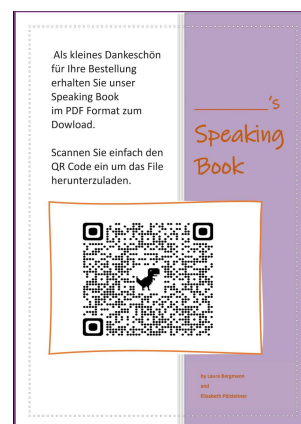 Als kleines Dankeschön
für Ihre Bestellung
erhalten Sie unser
Speaking Book
im PDF Format zum
Dowload.
Scannen Sie einfach den
QR Code ein um das File
herunterzuladen.
________'s
Speaking
Book
by Laura Bergmann
and
Elisabeth Pölzleitner